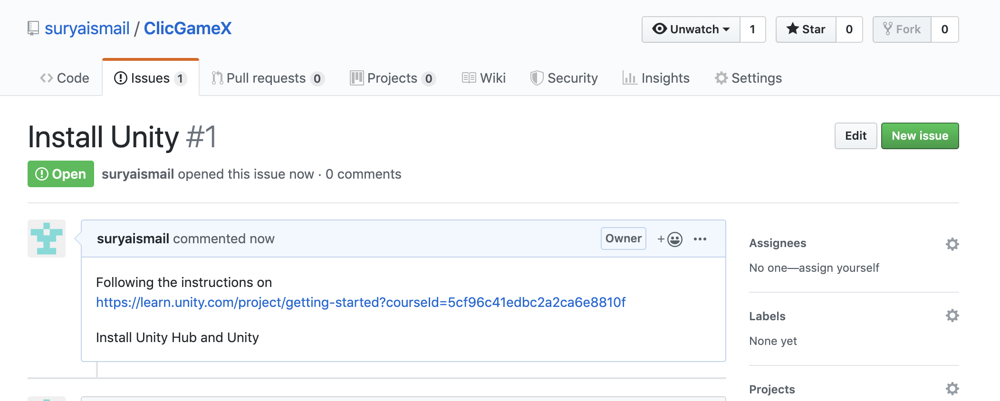 suryaismail / ClicGameX
Unwatch 1 Star 0 Fork 0
Code Issues 1 Pull requests 0 Projects 0 Wiki Security Insights Settings
Install Unity #1
Edit New issue
Open suryaismail opened this issue now · 0 comments
suryaismail commented now Owner
Following the instructions on
https://learn.unity.com/project/getting-started?courseId=5cf96c41edbc2a2ca6e8810f
Install Unity Hub and Unity
Assignees
No one—assign yourself
Labels
None yet
Projects